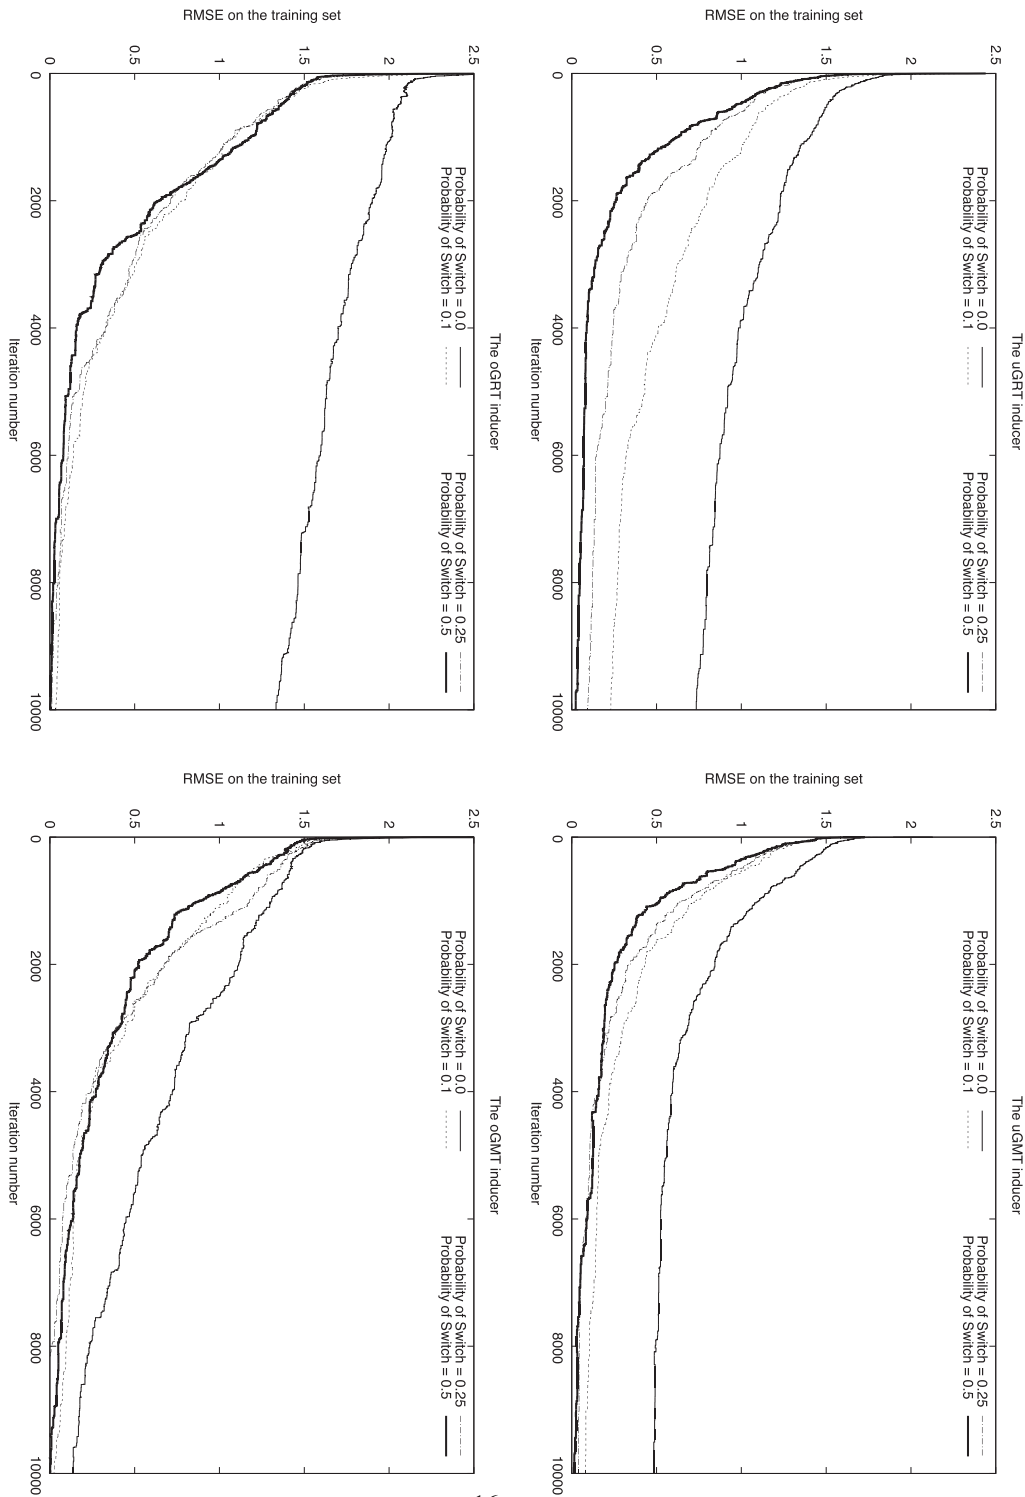 The uGRT inducer
RMSE on the training set
2.5
2
1.5
1
0.5
0
Probability of Switch = 0.0 Probability of Switch = 0.25
Probability of Switch = 0.1 Probability of Switch = 0.5
0 2000 4000 6000 8000 10000
Iteration number
The uGMT inducer
RMSE on the training set
2.5
2
1.5
1
0.5
0
Probability of Switch = 0.0 Probability of Switch = 0.25
Probability of Switch = 0.1 Probability of Switch = 0.5
0 2000 4000 6000 8000 10000
Iteration number
The oGRT inducer
RMSE on the training set
2.5
2
1.5
1
0.5
0
Probability of Switch = 0.0 Probability of Switch = 0.25
Probability of Switch = 0.1 Probability of Switch = 0.5
0 2000 4000 6000 8000 10000
Iteration number
The oGMT inducer
RMSE on the training set
2.5
2
1.5
1
0.5
0
Probability of Switch = 0.0 Probability of Switch = 0.25
Probability of Switch = 0.1 Probability of Switch = 0.5
0 2000 4000 6000 8000 10000
Iteration number